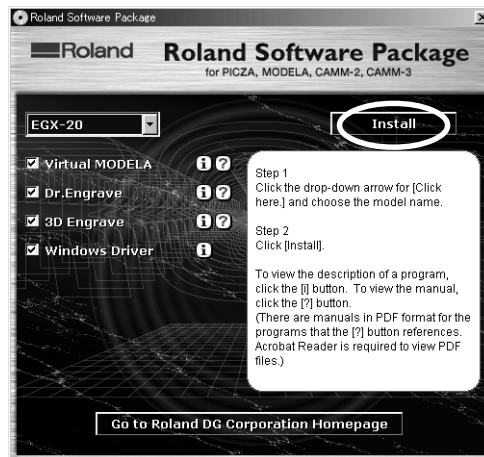 Roland Software Package
Roland
Roland Software Package
for PICZA, MODELA, CAMM-2, CAMM-3
EGX-20
Install
Virtual MODELA
i ?
Dr.Engrave
i ?
3D Engrave
i ?
Windows Driver
i
Step 1
Click the drop-down arrow for [Click
here.] and choose the model name.
Step 2
Click [Install].
To view the description of a program,
click the [i] button. To view the manual,
click the [?] button.
(There are manuals in PDF format for the
programs that the [?] button references.
Acrobat Reader is required to view PDF
files.)
Go to Roland DG Corporation Homepage